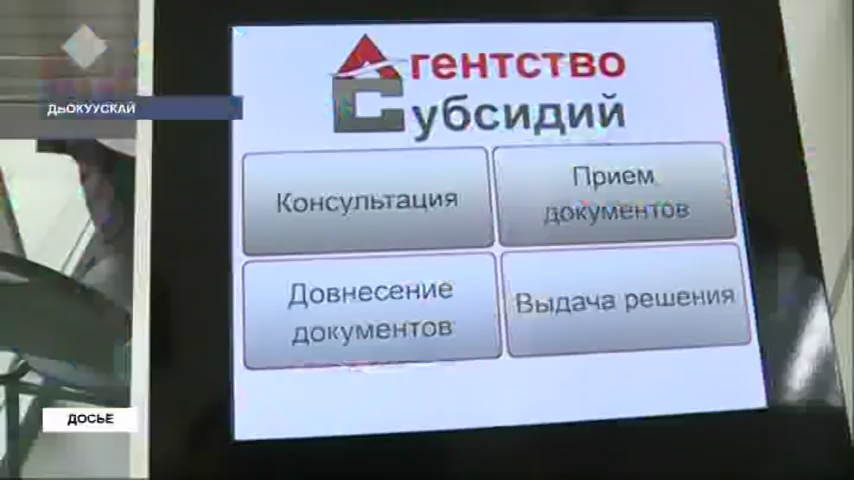 Агентство
Субсидий
ДЬОКУУСКАЙ
Консультация
Прием
документов
Довнесение
документов
Выдача решения
ДОСЬЕ